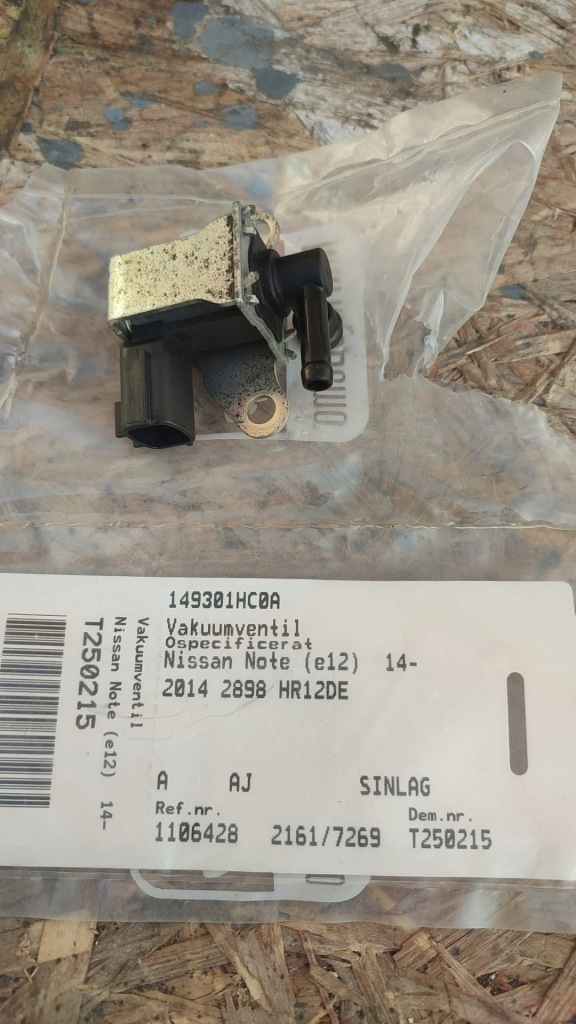 149301HC0A
Vakuumventil
Ospecificerat
Nissan Note (e12) 14-
2014 2898 HR12DE
A AJ SINLAG
Ref.nr. Dem.nr.
1106428 2161/7269 T250215
Vakuumventil
Nissan Note (e12) 14-
T250215